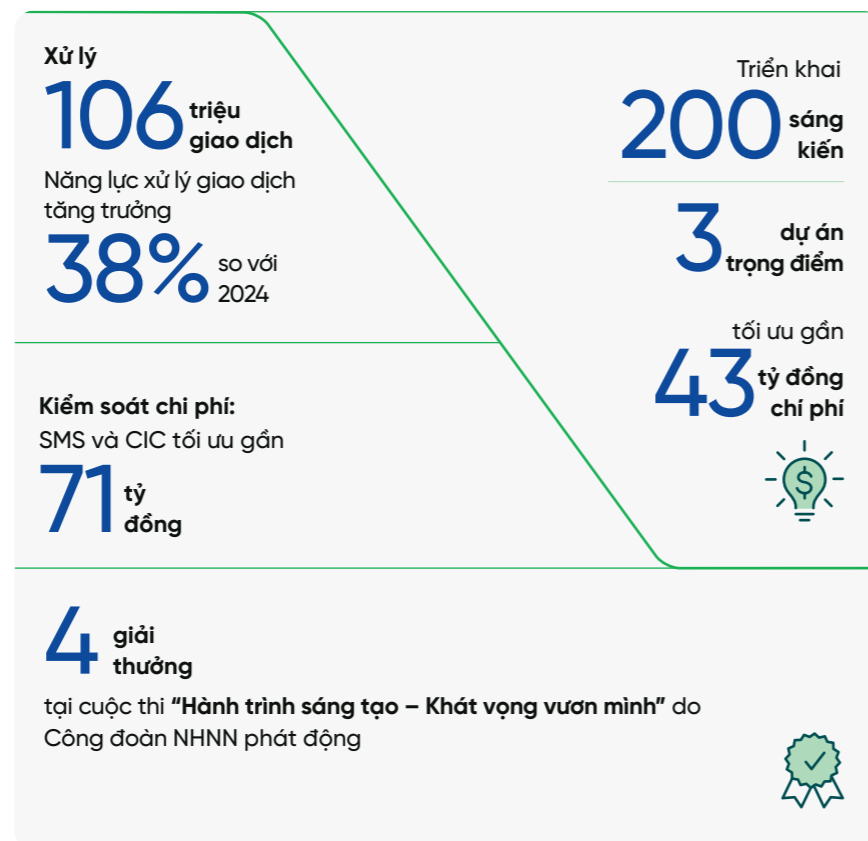 Xử lý
106 triệu
giao dịch
Năng lực xử lý giao dịch
tăng trưởng
38% so với
2024
Kiểm soát chi phí:
SMS và CIC tối ưu gần
71 tỷ
đồng
Triển khai
200 sáng
kiến
3 dự án
trọng điểm
tối ưu gần
43 tỷ đồng
chí phí
$
4 giải
thưởng
tại cuộc thi “Hành trình sáng tạo – Khát vọng vươn mình” do
Công đoàn NHNN phát động